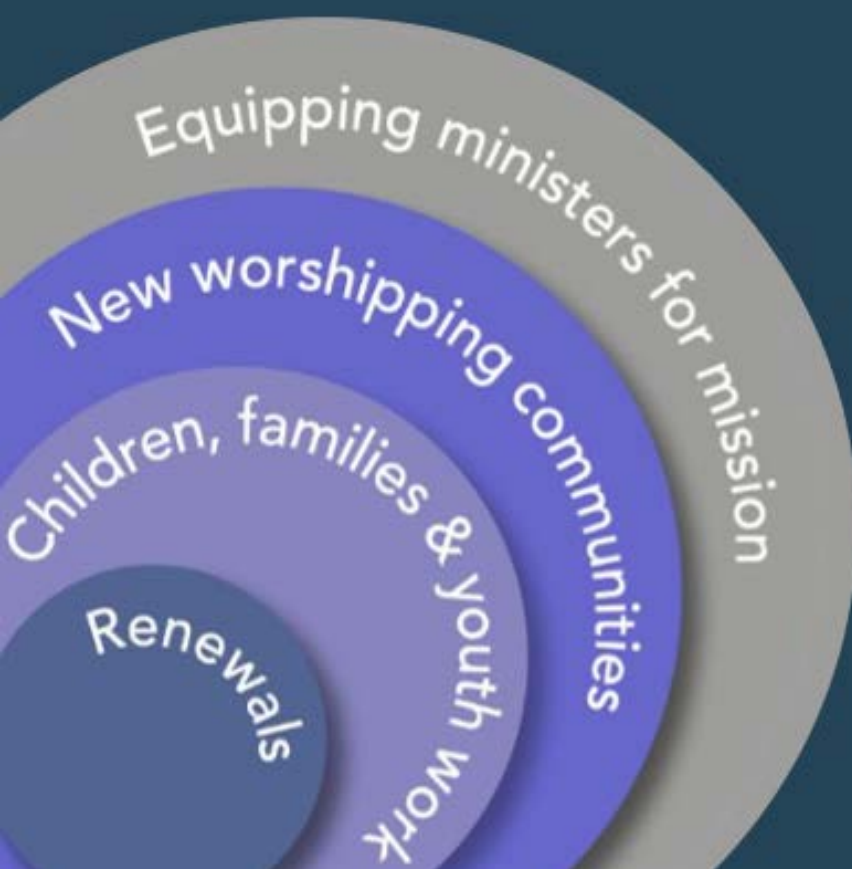 Equipping ministers for mission
New worshipping communities
Children, families & youth work
Renewals